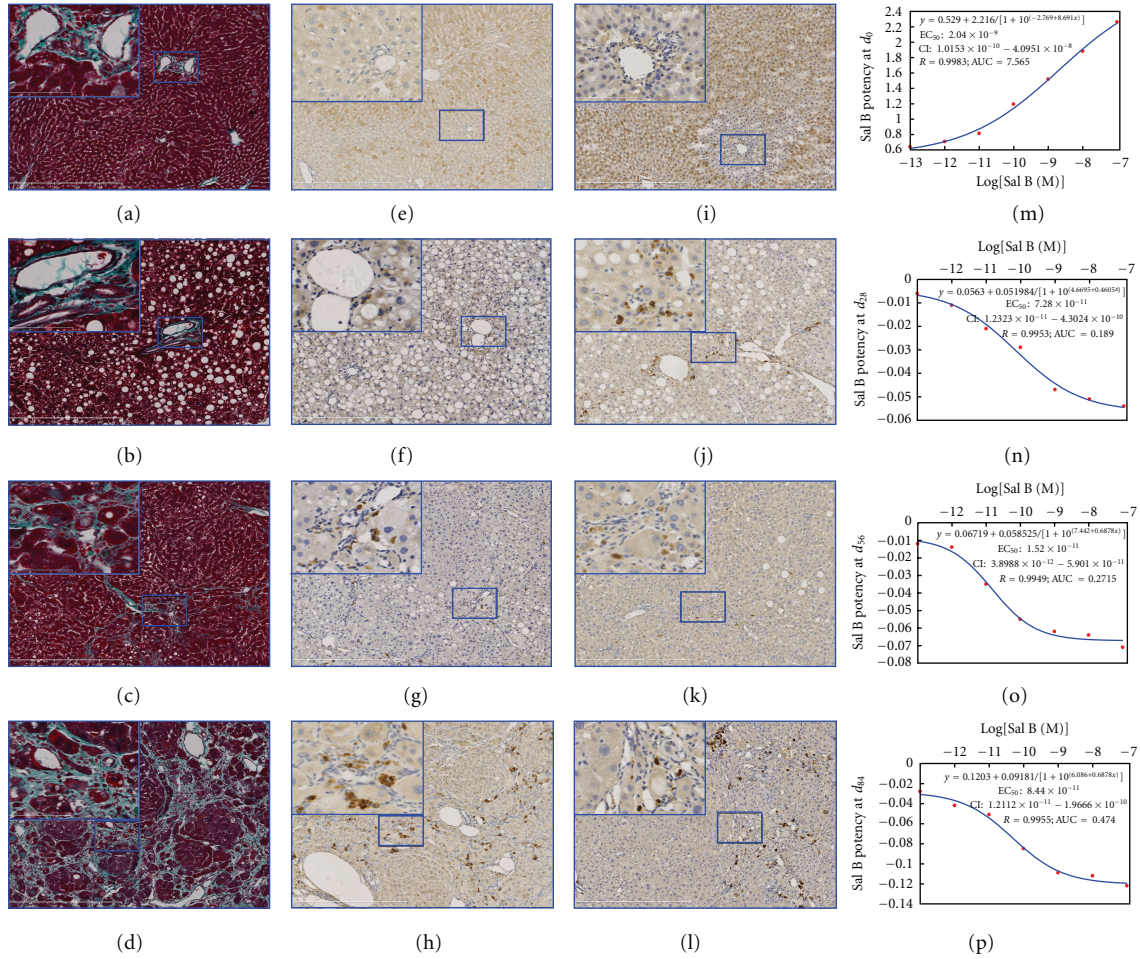 (a)
(e)
(i)
2.4
2.2
2
1.8
1.6
1.4
1.2
1
0.8
0.6
Sal B potency at d₀
y = 0.529 + 2.216/[1 + 10^(−2.769+8.691x)]
EC₅₀: 2.04 × 10⁻⁹
CI: 1.0153 × 10⁻¹⁰ − 4.0951 × 10⁻⁸
R = 0.9983; AUC = 7.565
−13 −12 −11 −10 −9 −8 −7
Log[Sal B (M)]
(m)
(b)
(f)
(j)
Log[Sal B (M)]
−12 −11 −10 −9 −8 −7
0
−0.01
−0.02
−0.03
−0.04
−0.05
−0.06
Sal B potency at d₂₈
y = 0.0563 + 0.051984/[1 + 10^(4.6695+0.4605x)]
EC₅₀: 7.28 × 10⁻¹¹
CI: 1.2323 × 10⁻¹¹ − 4.3024 × 10⁻¹⁰
R = 0.9953; AUC = 0.189
(n)
(c)
(g)
(k)
Log[Sal B (M)]
−12 −11 −10 −9 −8 −7
0
−0.01
−0.02
−0.03
−0.04
−0.05
−0.06
−0.07
−0.08
Sal B potency at d₅₆
y = 0.06719 + 0.058525/[1 + 10^(7.442+0.6878x)]
EC₅₀: 1.52 × 10⁻¹¹
CI: 3.8988 × 10⁻¹² − 5.901 × 10⁻¹¹
R = 0.9949; AUC = 0.2715
(o)
(d)
(h)
(l)
Log[Sal B (M)]
−12 −11 −10 −9 −8 −7
0
−0.02
−0.04
−0.06
−0.08
−0.1
−0.12
−0.14
Sal B potency at d₈₄
y = 0.1203 + 0.09181/[1 + 10^(6.086+0.6878x)]
EC₅₀: 8.44 × 10⁻¹¹
CI: 1.2112 × 10⁻¹¹ − 1.9666 × 10⁻¹⁰
R = 0.9955; AUC = 0.474
(p)